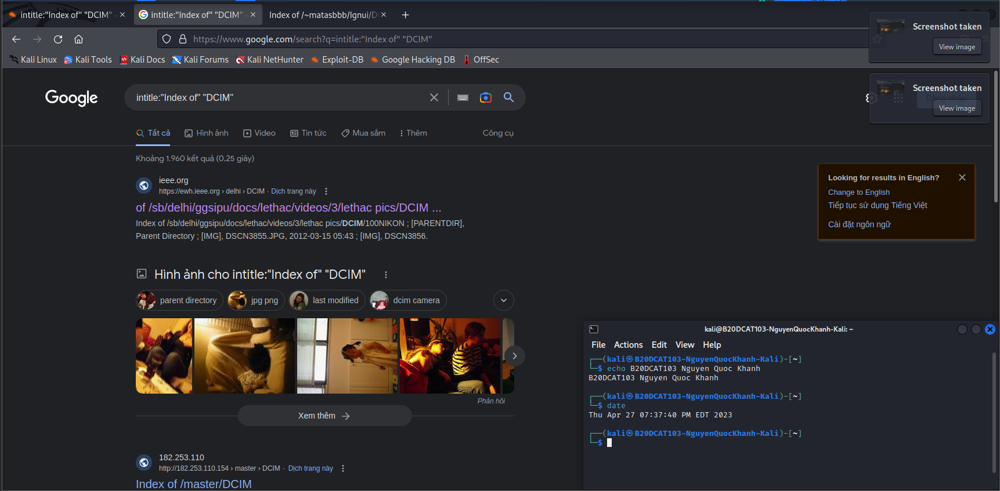 intitle:"Index of" "DCIM" -
intitle:"Index of" "DCIM" -
Index of /~matasbbb/Ignui/DC
https://www.google.com/search?q=intitle:"Index of" "DCIM"
Kali Linux
Kali Tools
Kali Docs
Kali Forums
Kali NetHunter
Exploit-DB
Google Hacking DB
OffSec
Screenshot taken
View image
Screenshot taken
Đăng nhập
View image
Google
intitle:"Index of" "DCIM"
Tất cả
Hình ảnh
Video
Tin tức
Mua sắm
Thêm
Công cụ
Khoảng 1.960 kết quả (0,25 giây)
ieee.org
https://ewh.ieee.org › delhi › DCIM · Dịch trang này
of /sb/delhi/ggsipu/docs/lethac/videos/3/lethac pics/DCIM ...
Index of /sb/delhi/ggsipu/docs/lethac/videos/3/lethac pics/DCIM/100NIKON ; [PARENTDIR],
Parent Directory ; [IMG], DSCN3855.JPG, 2012-03-15 05:43 ; [IMG], DSCN3856.
Looking for results in English?
Change to English
Tiếp tục sử dụng Tiếng Việt
Cài đặt ngôn ngữ
Hình ảnh cho intitle:"Index of" "DCIM"
parent directory
jpg png
last modified
dcim camera
Phản hồi
Xem thêm
182.253.110
http://182.253.110.154 › master › DCIM · Dịch trang này
Index of /master/DCIM
kali@B20DCAT103-NguyenQuocKhanh-Kali: ~
File Actions Edit View Help
┌──(kali㉿B20DCAT103-NguyenQuocKhanh-Kali)-[~]
└─$ echo B20DCAT103 Nguyen Quoc Khanh
B20DCAT103 Nguyen Quoc Khanh
┌──(kali㉿B20DCAT103-NguyenQuocKhanh-Kali)-[~]
└─$ date
Thu Apr 27 07:37:40 PM EDT 2023
┌──(kali㉿B20DCAT103-NguyenQuocKhanh-Kali)-[~]
└─$